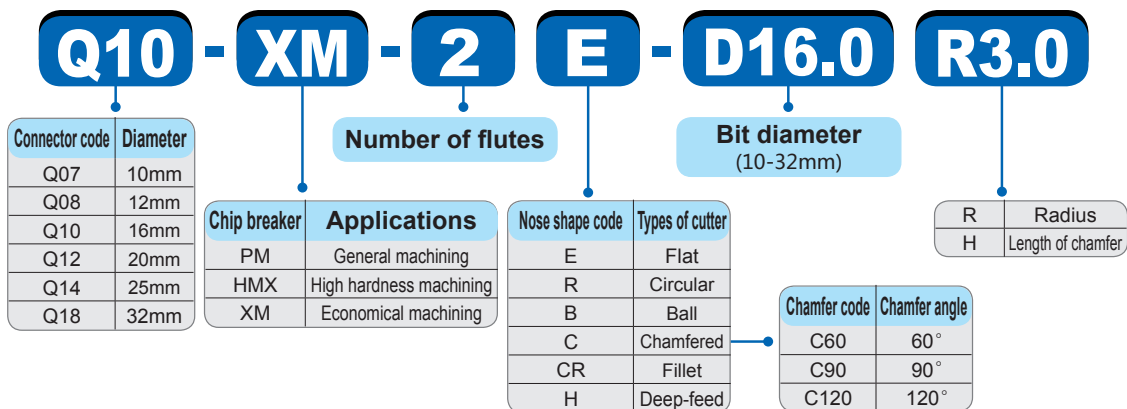 Q10 - XM - 2 E - D16.0 R3.0
Connector code Diameter
Q07 10mm
Q08 12mm
Q10 16mm
Q12 20mm
Q14 25mm
Q18 32mm
Chip breaker Applications
PM General machining
HMX High hardness machining
XM Economical machining
Number of flutes
Nose shape code Types of cutter
E Flat
R Circular
B Ball
C Chamfered
CR Fillet
H Deep-feed
Bit diameter
(10-32mm)
Chamfer code Chamfer angle
C60 60°
C90 90°
C120 120°
R Radius
H Length of chamfer